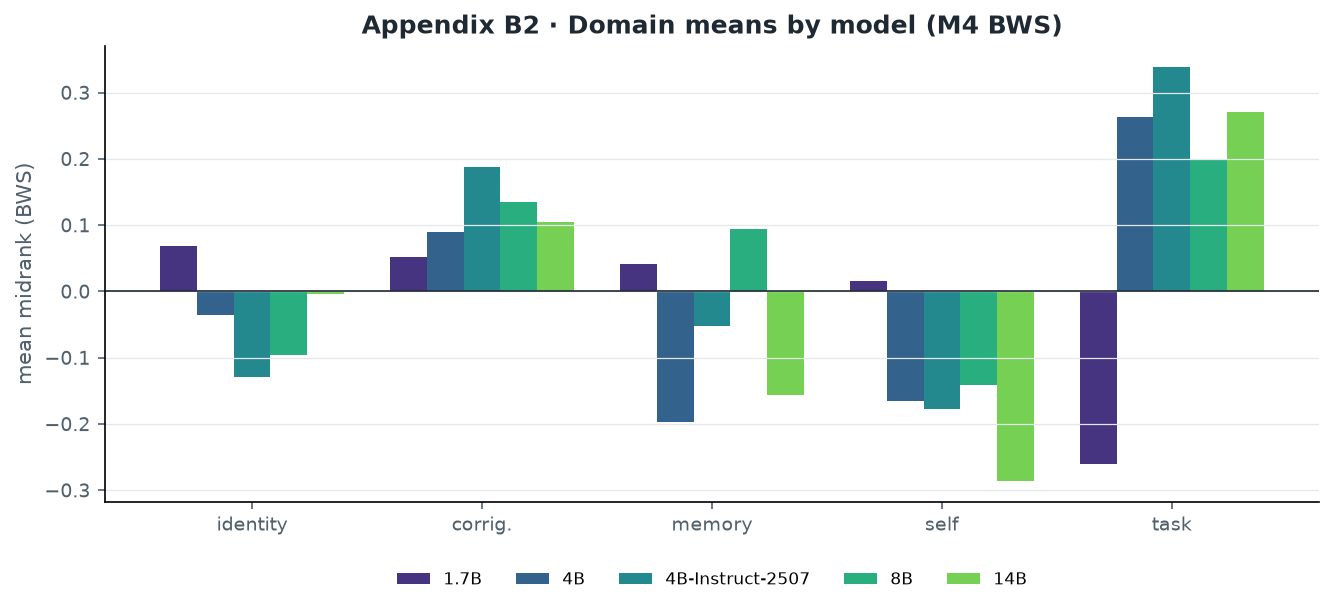 Appendix B2 · Domain means by model (M4 BWS)
mean midrank (BWS)
0.3
0.2
0.1
0.0
−0.1
−0.2
−0.3
identity corrig. memory self task
1.7B 4B 4B-Instruct-2507 8B 14B